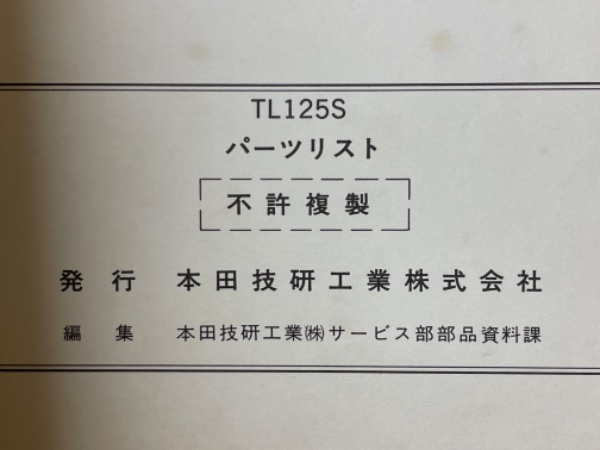 TL125S
パーツリスト
不許複製
発行 本田技研工業株式会社
編集 本田技研工業㈱サービス部部品資料課